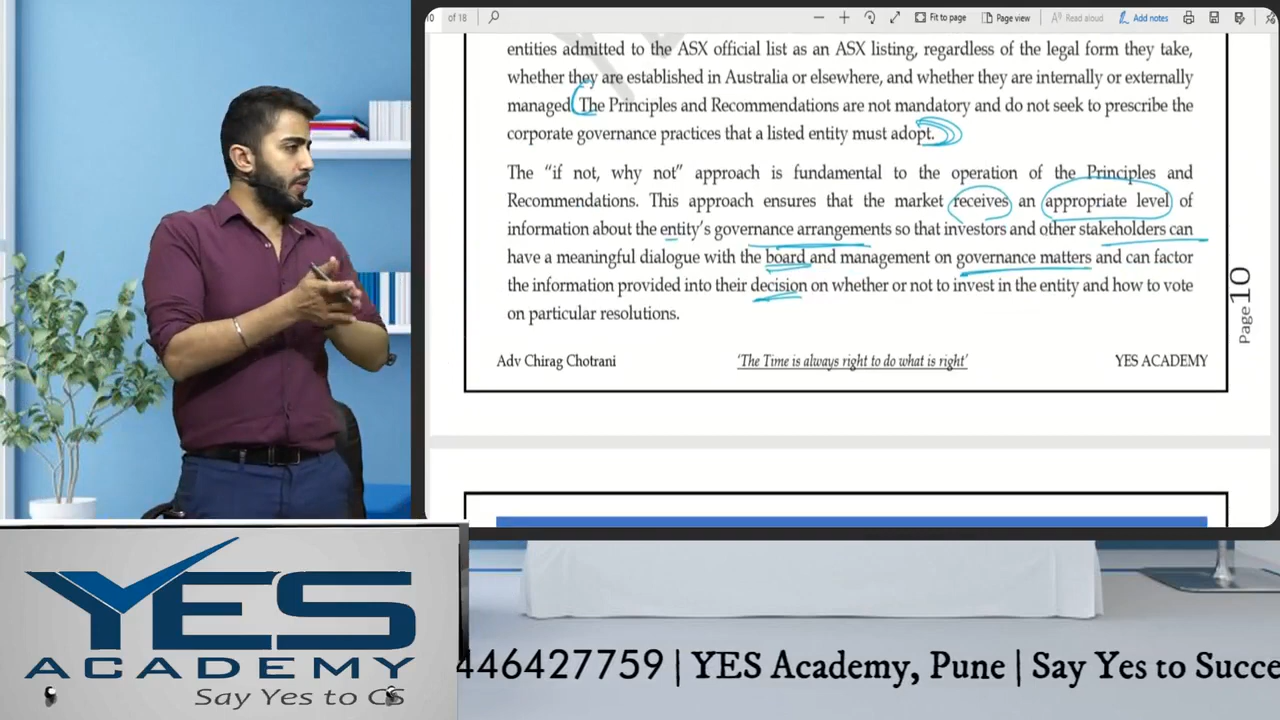 10 of 18
Fit to page
Page view
Read aloud
Add notes
entities admitted to the ASX official list as an ASX listing, regardless of the legal form they take,
whether they are established in Australia or elsewhere, and whether they are internally or externally
managed. The Principles and Recommendations are not mandatory and do not seek to prescribe the
corporate governance practices that a listed entity must adopt.
The “if not, why not” approach is fundamental to the operation of the Principles and
Recommendations. This approach ensures that the market receives an appropriate level of
information about the entity’s governance arrangements so that investors and other stakeholders can
have a meaningful dialogue with the board and management on governance matters and can factor
the information provided into their decision on whether or not to invest in the entity and how to vote
on particular resolutions.
Page 10
Adv Chirag Chotrani
‘The Time is always right to do what is right’
YES ACADEMY
YES
ACADEMY
Say Yes to CS
446427759 | YES Academy, Pune | Say Yes to Succe